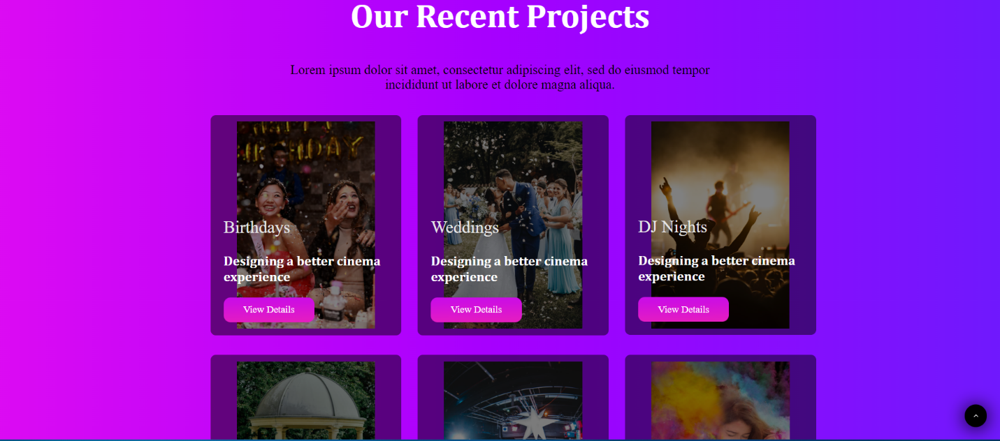 Our Recent Projects
Lorem ipsum dolor sit amet, consectetur adipiscing elit, sed do eiusmod tempor
incididunt ut labore et dolore magna aliqua.
Birthdays
Designing a better cinema
experience
View Details
Weddings
Designing a better cinema
experience
View Details
DJ Nights
Designing a better cinema
experience
View Details